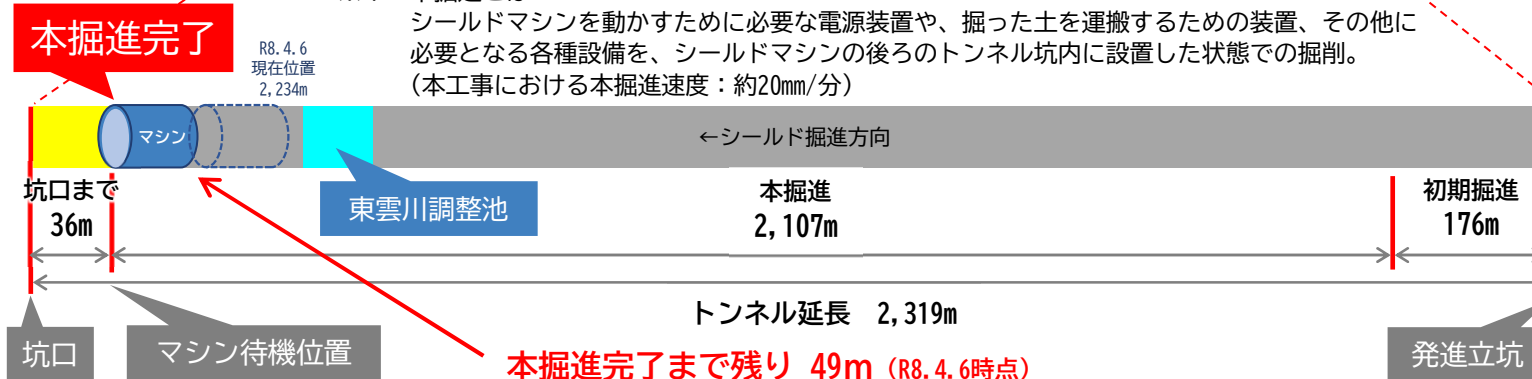 シールドマシンを動かすために必要な電源装置や、掘った土を運搬するための装置、その他に
必要となる各種設備を、シールドマシンの後ろのトンネル坑内に設置した状態での掘削。
(本工事における本掘進速度：約20㎜/分)
本掘進完了
R8.4.6
現在位置
2,234m
マシン
←シールド掘進方向
坑口まで
36m
東雲川調整池
本掘進
2,107m
初期掘進
176m
トンネル延長 2,319m
坑口
マシン待機位置
本掘進完了まで残り 49m (R8.4.6時点)
発進立坑